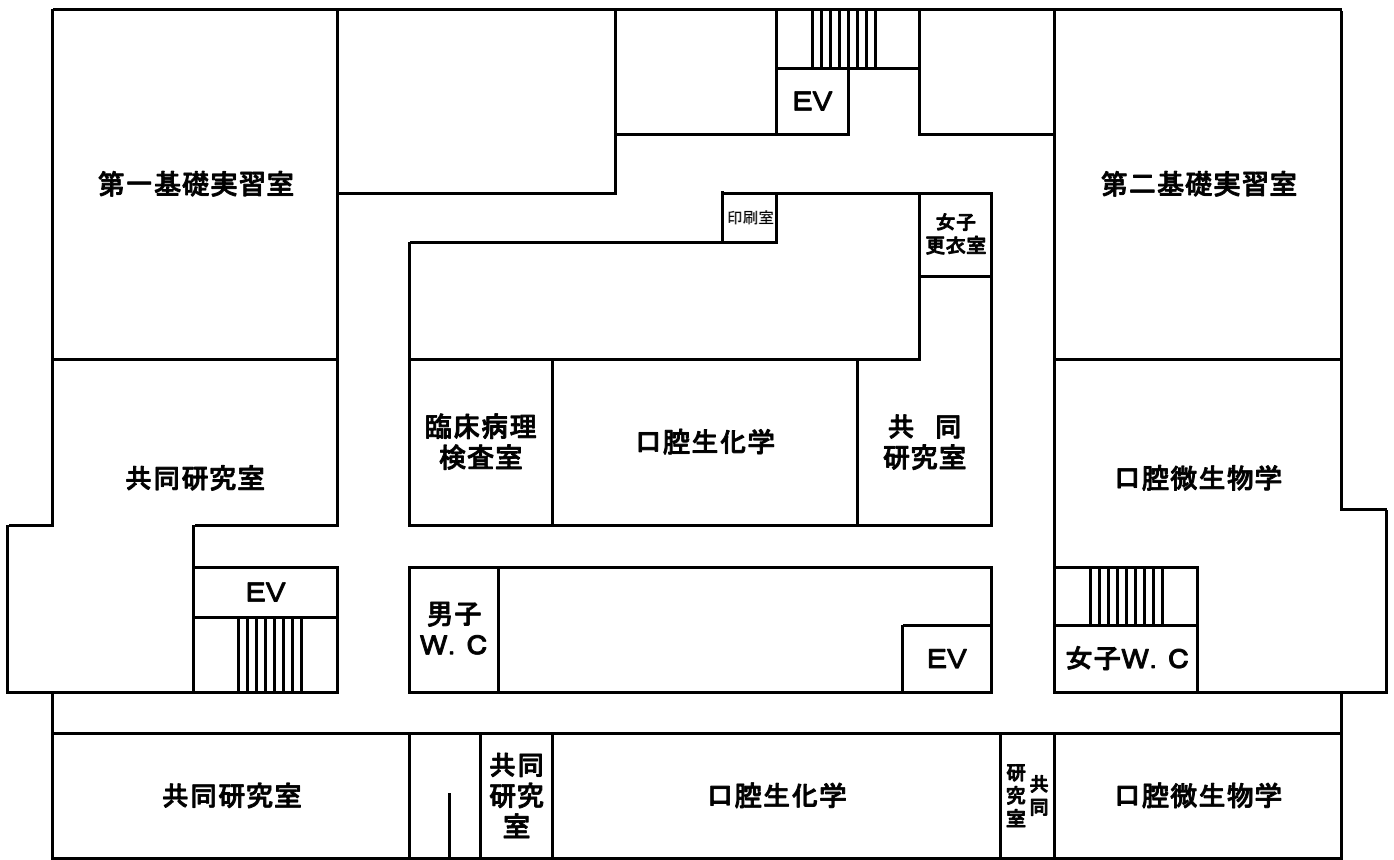 EV
第一基礎実習室
第二基礎実習室
印刷室
女子
更衣室
臨床病理
検査室
口腔生化学
共 同
研究室
共同研究室
口腔微生物学
EV
男子
W. C
EV
女子W. C
共同研究室
共同
研究
室
口腔生化学
共同
研究室
口腔微生物学